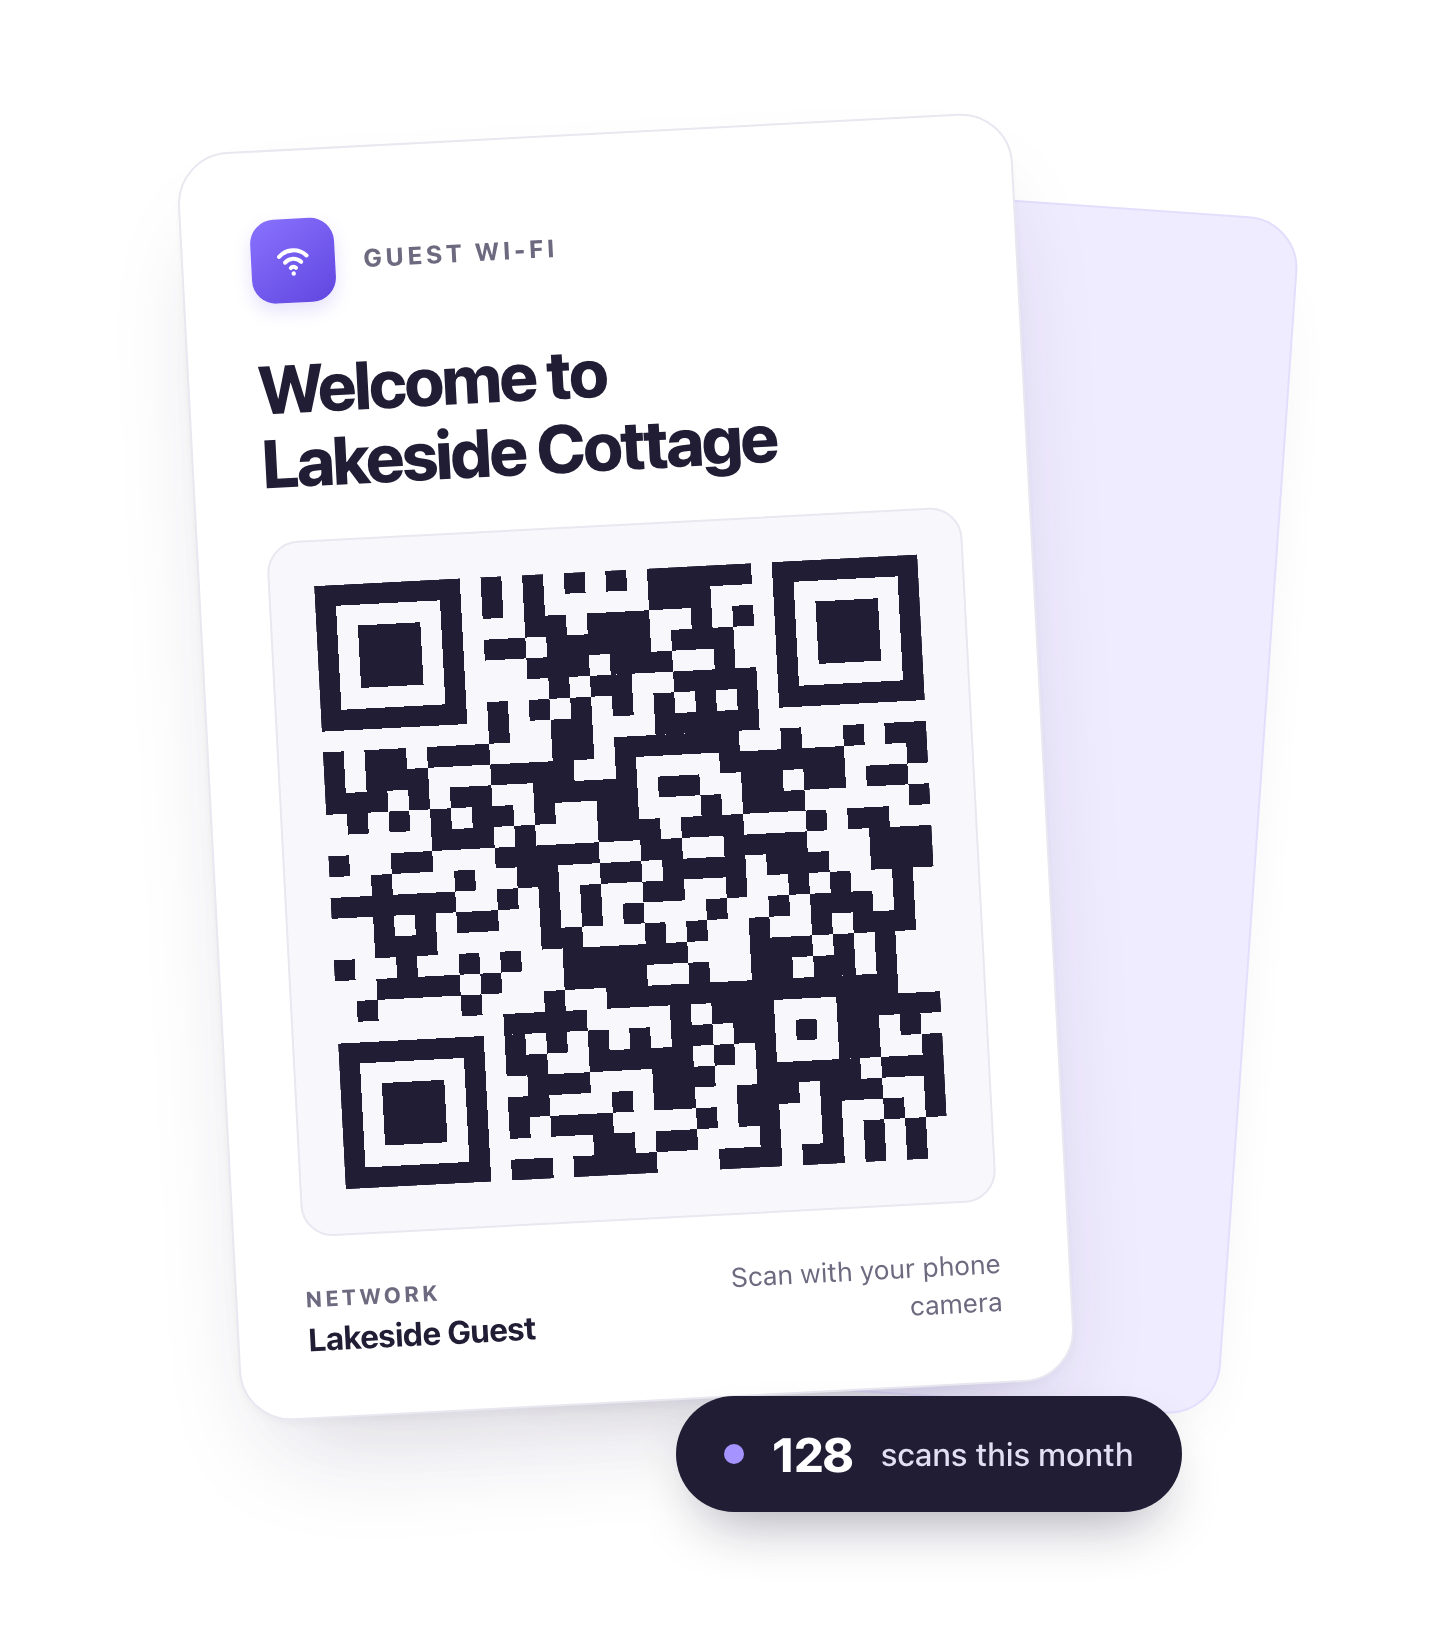 GUEST WI-FI
Welcome to
Lakeside Cottage
NETWORK
Lakeside Guest
Scan with your phone
camera
128 scans this month